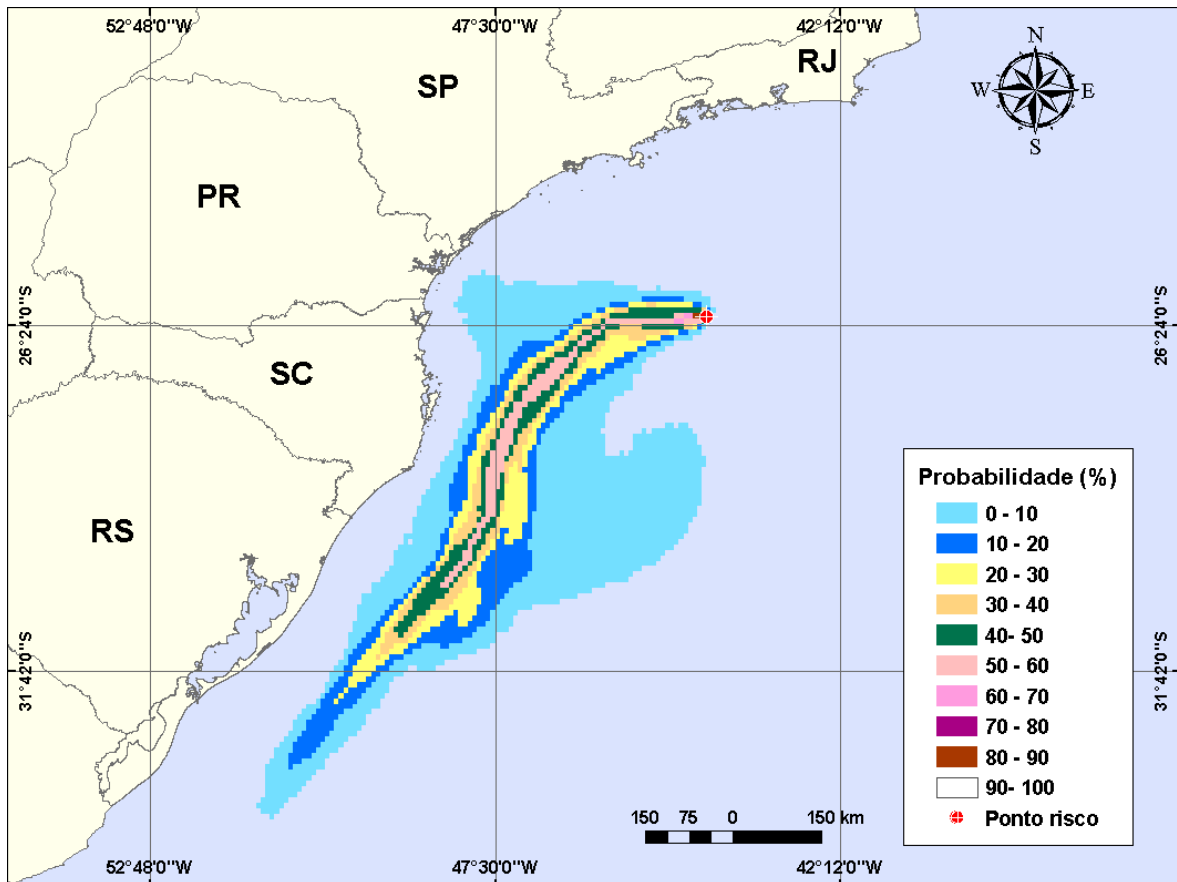 52°48'0"W
47°30'0"W
42°12'0"W
RJ
SP
N
W
E
S
PR
26°24'0"S
26°24'0"S
SC
RS
Probabilidade (%)
0 - 10
10 - 20
20 - 30
30 - 40
40- 50
50 - 60
60 - 70
70 - 80
80 - 90
90- 100
Ponto risco
31°42'0"S
31°42'0"S
150 75 0 150 km
52°48'0"W
47°30'0"W
42°12'0"W